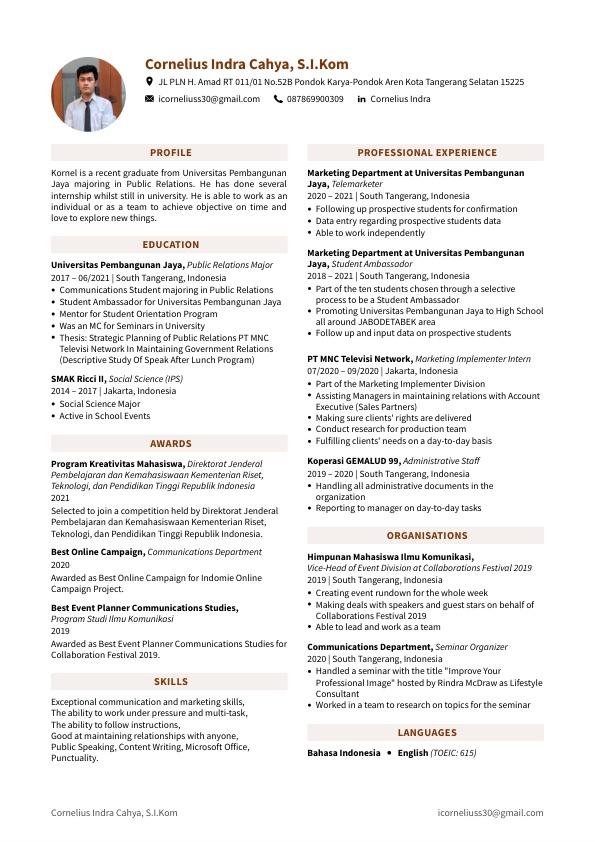 Cornelius Indra Cahya, S.I.Kom
JL PLN H. Amad RT 011/01 No.52B Pondok Karya-Pondok Aren Kota Tangerang Selatan 15225
icorneliuss30@gmail.com 087869900309 in Cornelius Indra
PROFILE
Kornel is a recent graduate from Universitas Pembangunan
Jaya majoring in Public Relations. He has done several
internship whilst still in university. He is able to work as an
individual or as a team to achieve objective on time and
love to explore new things.
EDUCATION
Universitas Pembangunan Jaya, Public Relations Major
2017 – 06/2021 | South Tangerang, Indonesia
• Communications Student majoring in Public Relations
• Student Ambassador for Universitas Pembangunan Jaya
• Mentor for Student Orientation Program
• Was an MC for Seminars in University
• Thesis: Strategic Planning of Public Relations PT MNC
Televisi Network In Maintaining Government Relations
(Descriptive Study Of Speak After Lunch Program)
SMAK Ricci II, Social Science (IPS)
2014 – 2017 | Jakarta, Indonesia
• Social Science Major
• Active in School Events
AWARDS
Program Kreativitas Mahasiswa, Direktorat Jenderal
Pembelajaran dan Kemahasiswaan Kementerian Riset,
Teknologi, dan Pendidikan Tinggi Republik Indonesia
2021
Selected to join a competition held by Direktorat Jenderal
Pembelajaran dan Kemahasiswaan Kementerian Riset,
Teknologi, dan Pendidikan Tinggi Republik Indonesia.
Best Online Campaign, Communications Department
2020
Awarded as Best Online Campaign for Indomie Online
Campaign Project.
Best Event Planner Communications Studies,
Program Studi Ilmu Komunikasi
2019
Awarded as Best Event Planner Communications Studies for
Collaboration Festival 2019.
SKILLS
Exceptional communication and marketing skills,
The ability to work under pressure and multi-task,
The ability to follow instructions,
Good at maintaining relationships with anyone,
Public Speaking, Content Writing, Microsoft Office,
Punctuality.
PROFESSIONAL EXPERIENCE
Marketing Department at Universitas Pembangunan
Jaya, Telemarketer
2020 – 2021 | South Tangerang, Indonesia
• Following up prospective students for confirmation
• Data entry regarding prospective students data
• Able to work independently
Marketing Department at Universitas Pembangunan
Jaya, Student Ambassador
2018 – 2021 | South Tangerang, Indonesia
• Part of the ten students chosen through a selective
process to be a Student Ambassador
• Promoting Universitas Pembangunan Jaya to High School
all around JABODETABEK area
• Follow up and input data on prospective students
PT MNC Televisi Network, Marketing Implementer Intern
07/2020 – 09/2020 | Jakarta, Indonesia
• Part of the Marketing Implementer Division
• Assisting Managers in maintaining relations with Account
Executive (Sales Partners)
• Making sure clients' rights are delivered
• Conduct research for production team
• Fulfilling clients' needs on a day-to-day basis
Koperasi GEMALUD 99, Administrative Staff
2019 – 2020 | South Tangerang, Indonesia
• Handling all administrative documents in the
organization
• Reporting to manager on day-to-day tasks
ORGANISATIONS
Himpunan Mahasiswa Ilmu Komunikasi,
Vice-Head of Event Division at Collaborations Festival 2019
2019 | South Tangerang, Indonesia
• Creating event rundown for the whole week
• Making deals with speakers and guest stars on behalf of
Collaborations Festival 2019
• Able to lead and work as a team
Communications Department, Seminar Organizer
2020 | South Tangerang, Indonesia
• Handled a seminar with the title "Improve Your
Professional Image" hosted by Rindra McDraw as Lifestyle
Consultant
• Worked in a team to research on topics for the seminar
LANGUAGES
Bahasa Indonesia • English (TOEIC: 615)
Cornelius Indra Cahya, S.I.Kom
icorneliuss30@gmail.com